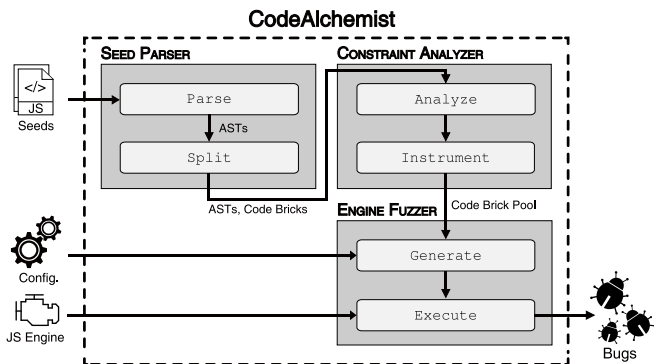 CodeAlchemist
SEED PARSER
CONSTRAINT ANALYZER
</>
JS
Seeds
Parse
ASTs
Split
Analyze
Instrument
ASTs, Code Bricks
Code Brick Pool
ENGINE FUZZER
Config.
Generate
JS Engine
Execute
Bugs